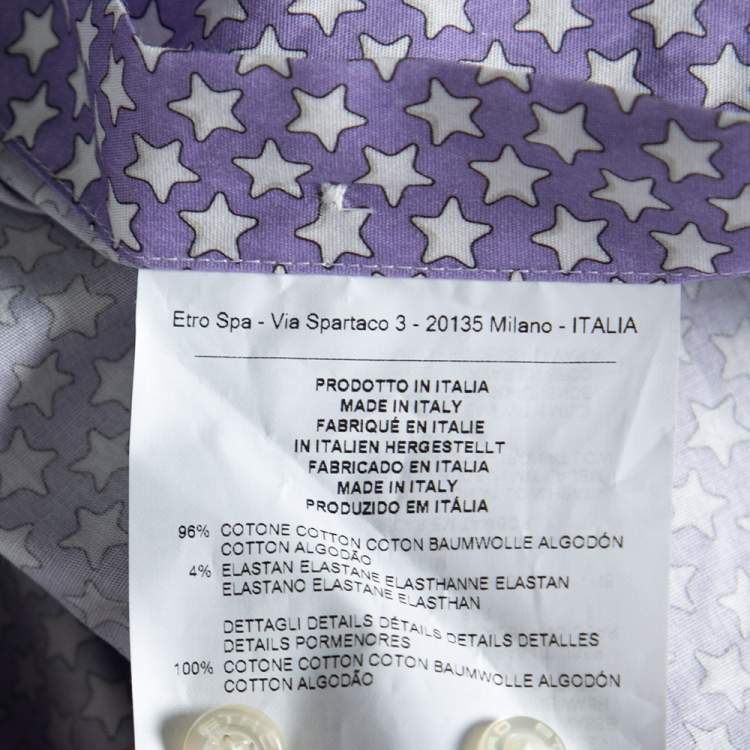 Etro Spa - Via Spartaco 3 - 20135 Milano - ITALIA
PRODOTTO IN ITALIA
MADE IN ITALY
FABRIQUÉ EN ITALIE
IN ITALIEN HERGESTELLT
FABRICADO EN ITALIA
MADE IN ITALY
PRODUZIDO EM ITÁLIA
96% COTONE COTTON COTON BAUMWOLLE ALGODÓN
COTTON ALGODÃO
4% ELASTAN ELASTANE ELASTHANNE ELASTAN
ELASTANO ELASTANE ELASTHAN
DETTAGLI DETAILS DÉTAILS DETAILS DETALLES
DETAILS PORMENORES
100% COTONE COTTON COTON BAUMWOLLE ALGODÓN
COTTON ALGODÃO